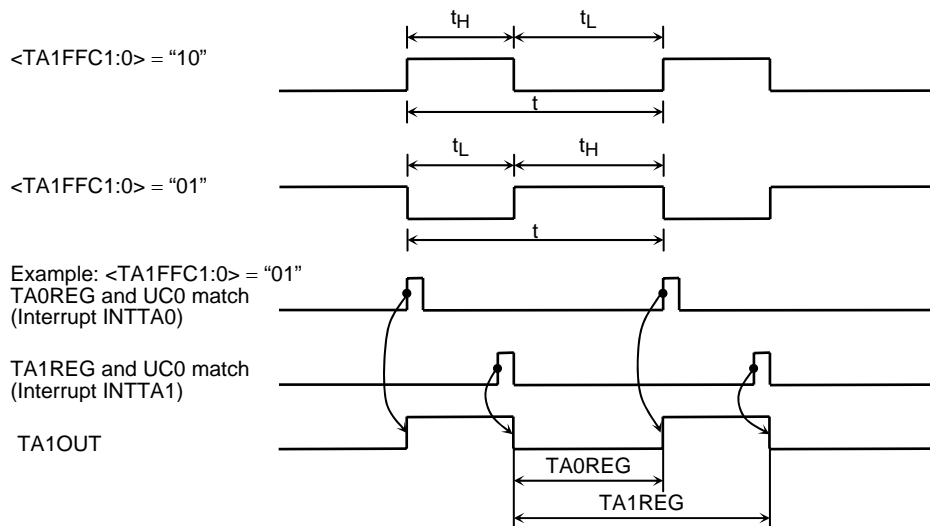 tH
tL
<TA1FFC1:0> = “10”
t
tL
tH
<TA1FFC1:0> = “01”
t
Example: <TA1FFC1:0> = “01”
TA0REG and UC0 match
(Interrupt INTTA0)
TA1REG and UC0 match
(Interrupt INTTA1)
TA1OUT
TA0REG
TA1REG